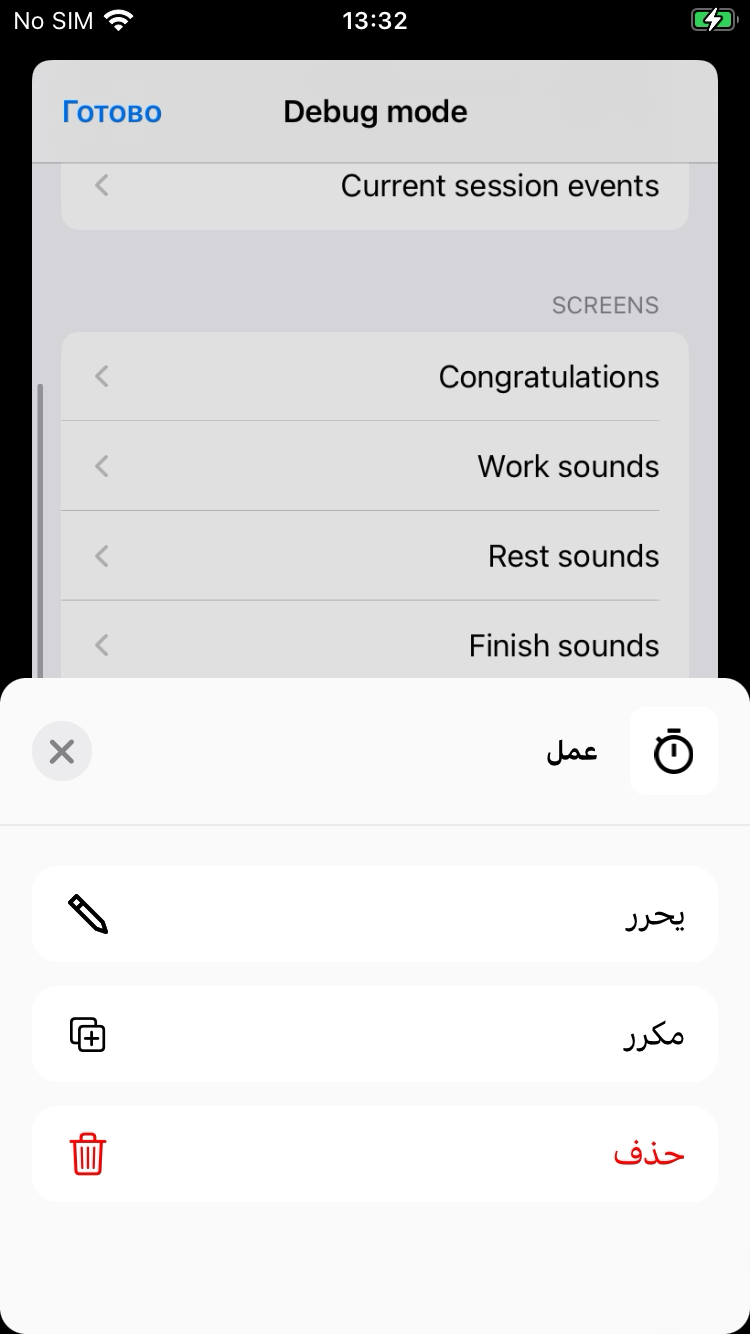 No SIM 13:32
Готово Debug mode
Current session events
SCREENS
Congratulations
Work sounds
Rest sounds
Finish sounds
عمل
يحرر
مكرر
حذف